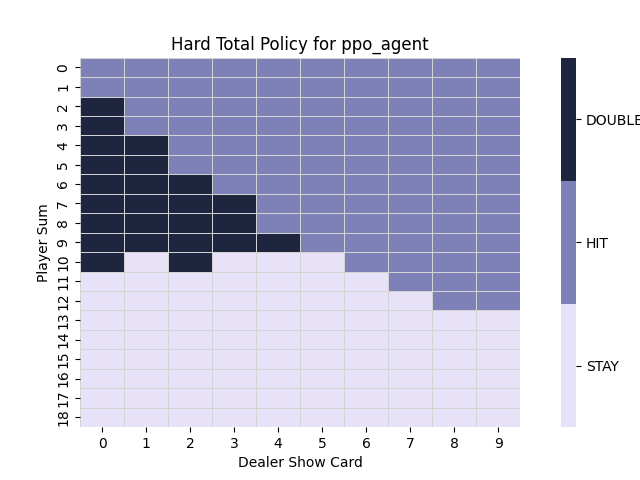 Hard Total Policy for ppo_agent
Player Sum
0
1
2
3
4
5
6
7
8
9
10
11
12
13
14
15
16
17
18
0 1 2 3 4 5 6 7 8 9
Dealer Show Card
DOUBLE
HIT
STAY